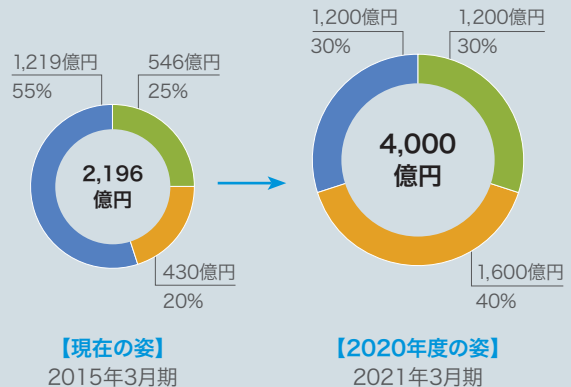 1,219億円
55%
546億円
25%
2,196
億円
430億円
20%
【現在の姿】
2015年3月期
1,200億円
30%
1,200億円
30%
4,000
億円
1,600億円
40%
【2020年度の姿】
2021年3月期